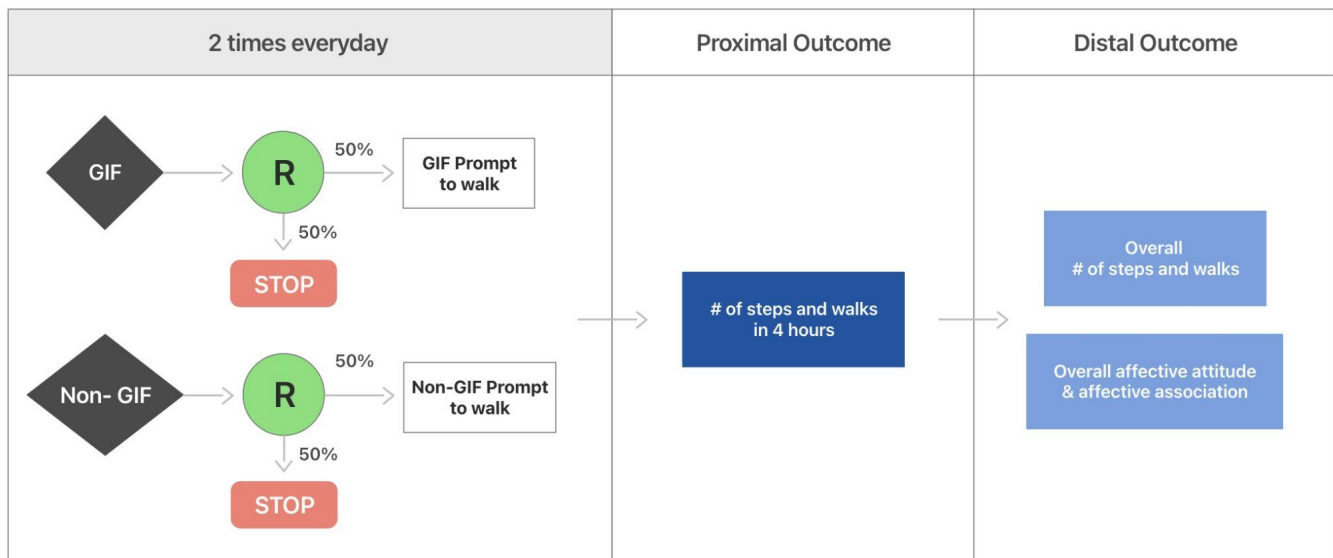 2 times everyday
Proximal Outcome
Distal Outcome
GIF
R
50%
GIF Prompt
to walk
50%
STOP
Non- GIF
R
50%
Non-GIF Prompt
to walk
50%
STOP
# of steps and walks
in 4 hours
Overall
# of steps and walks
Overall affective attitude
& affective association